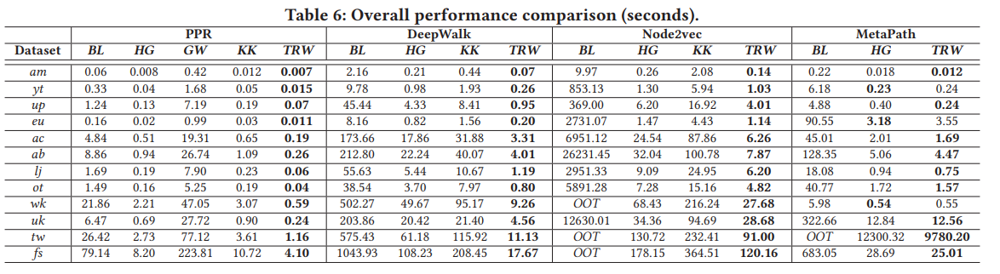 Table 6: Overall performance comparison (seconds).
PPR DeepWalk Node2vec MetaPath
Dataset BL HG GW KK TRW BL HG KK TRW BL HG KK TRW BL HG TRW
am 0.06 0.008 0.42 0.012 0.007 2.16 0.21 0.44 0.07 9.97 0.26 2.08 0.14 0.22 0.018 0.012
yt 0.33 0.04 1.68 0.05 0.015 9.78 0.98 1.93 0.26 853.13 1.30 5.94 1.03 6.18 0.23 0.24
up 1.24 0.13 7.19 0.19 0.07 45.44 4.33 8.41 0.95 369.00 6.20 16.92 4.01 4.88 0.40 0.24
eu 0.16 0.02 0.99 0.03 0.011 8.16 0.82 1.56 0.20 2731.07 1.47 4.43 1.14 90.55 3.18 3.55
ac 4.84 0.51 19.31 0.65 0.19 173.66 17.86 31.88 3.31 6951.12 24.54 87.86 6.26 45.01 2.01 1.69
ab 8.86 0.94 26.74 1.09 0.26 212.80 22.24 40.07 4.01 26231.45 32.04 100.78 7.87 128.35 5.06 4.47
lj 1.69 0.19 7.90 0.23 0.06 55.63 5.44 10.67 1.19 2951.33 9.09 24.95 6.20 18.08 0.94 0.75
ot 1.49 0.16 5.25 0.19 0.04 38.54 3.70 7.97 0.80 5891.28 7.28 15.16 4.82 40.77 1.72 1.57
wk 21.86 2.21 47.05 3.07 0.59 502.27 49.67 95.17 9.26 OOT 68.43 216.24 27.68 5.98 0.54 0.55
uk 6.47 0.69 27.72 0.90 0.24 203.86 20.42 21.40 4.56 12630.01 34.36 94.69 28.68 322.66 12.84 12.56
tw 26.42 2.73 77.12 3.61 1.16 575.43 61.18 115.92 11.13 OOT 130.72 232.41 91.00 OOT 12300.32 9780.20
fs 79.14 8.20 223.81 10.72 4.10 1043.93 108.23 208.45 17.67 OOT 178.15 364.51 120.16 683.05 28.69 25.01